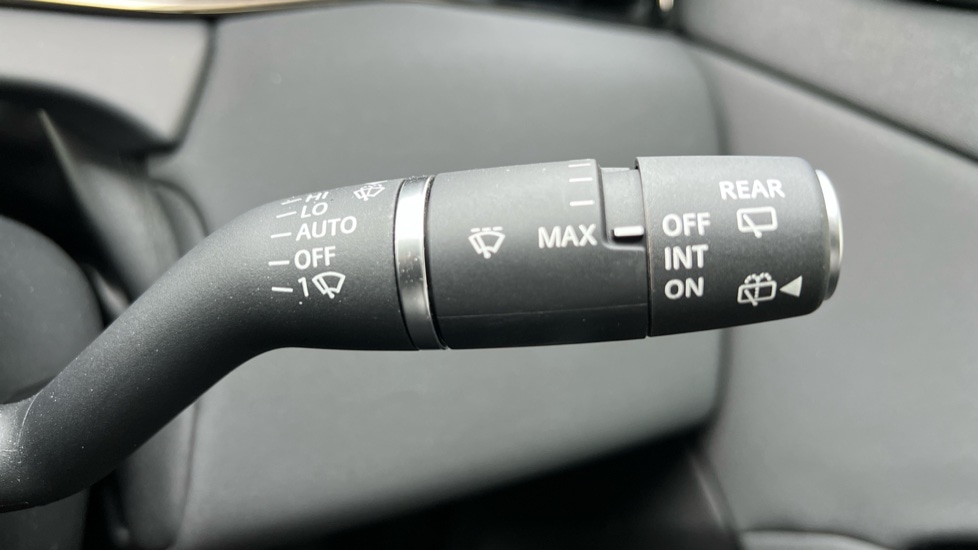 HI
LO
AUTO
OFF
1
MAX
REAR
OFF
INT
ON